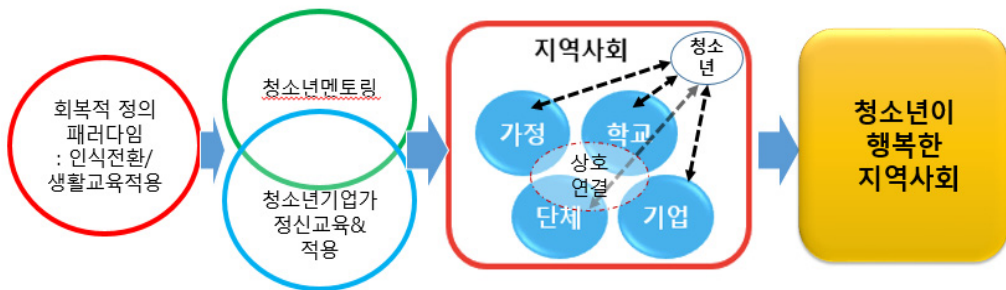 회복적 정의
패러다임
: 인식전환/
생활교육적용
청소년멘토링
청소년기업가
정신교육&
적용
지역사회
청소
년
가정
학교
상호
연결
단체
기업
청소년이
행복한
지역사회